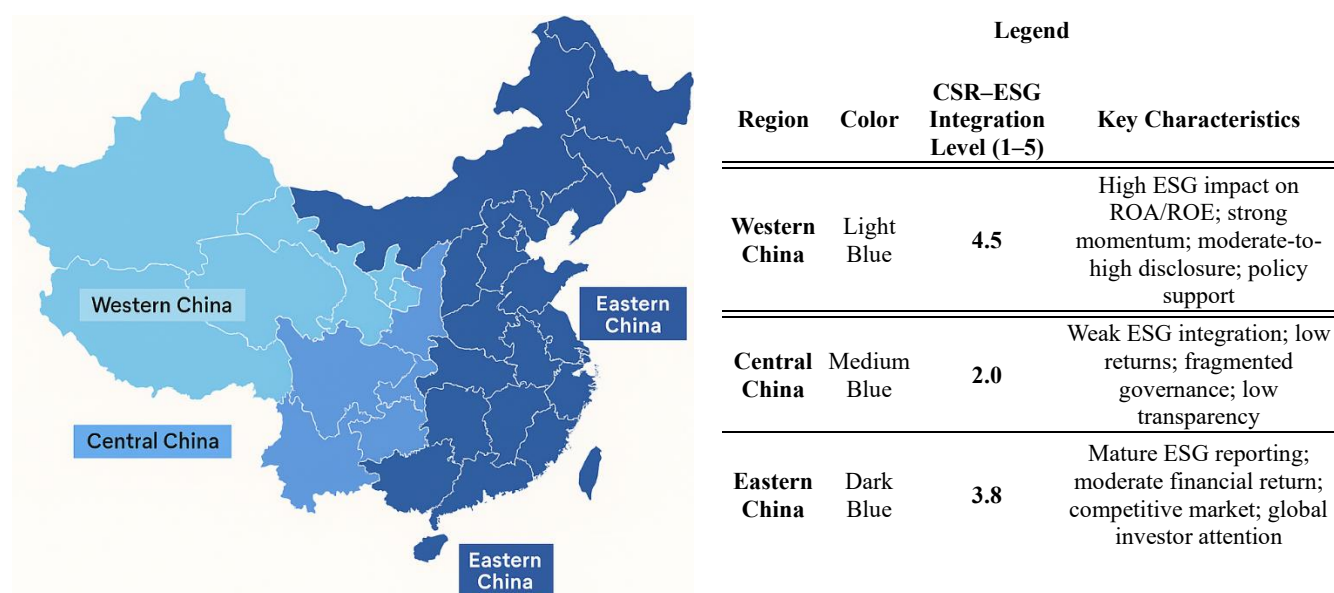 Western China
Central China
Eastern
China
Eastern
China
Legend
Region
Color
CSR–ESG
Integration
Level (1–5)
Key Characteristics
Western
China
Light
Blue
4.5
High ESG impact on
ROA/ROE; strong
momentum; moderate-to-
high disclosure; policy
support
Central
China
Medium
Blue
2.0
Weak ESG integration; low
returns; fragmented
governance; low
transparency
Eastern
China
Dark
Blue
3.8
Mature ESG reporting;
moderate financial return;
competitive market; global
investor attention